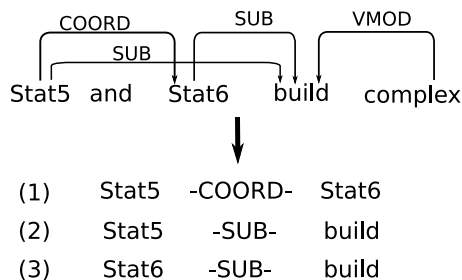 COORD SUB VMOD
SUB
Stat5 and Stat6 build complex
(1) Stat5 -COORD- Stat6
(2) Stat5 -SUB- build
(3) Stat6 -SUB- build